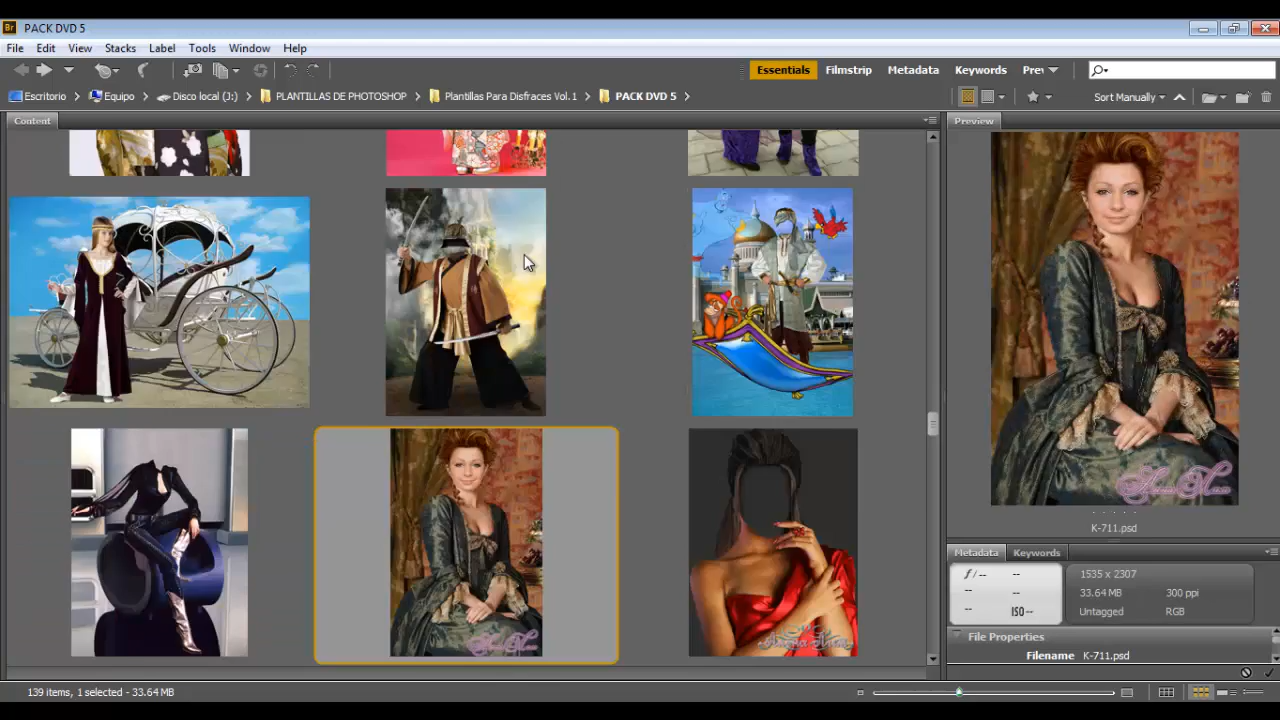 Br PACK DVD 5
File Edit View Stacks Label Tools Window Help
Essentials Filmstrip Metadata Keywords Pre
Escritorio Equipo Disco local (J:) PLANTILLAS DE PHOTOSHOP Plantillas Para Disfraces Vol.1 PACK DVD 5 Sort Manually
Content
Preview
K-711.psd
Metadata Keywords
f/-- --
-- --
-- ISO--
1535 x 2307
33.64 MB 300 ppi
Untagged RGB
File Properties
Filename K-711.psd
139 items, 1 selected - 33.64 MB